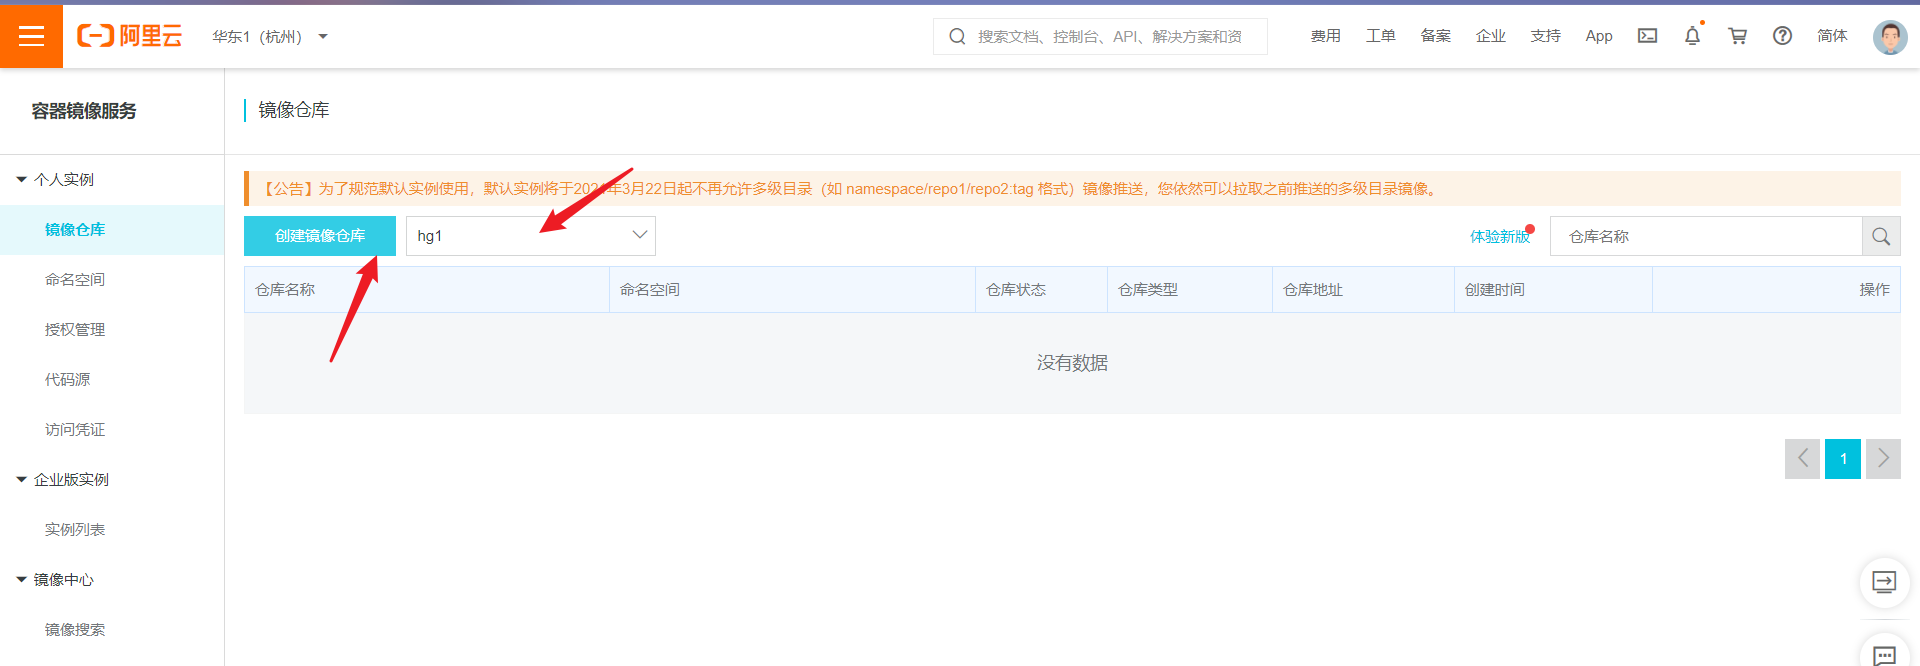 阿里云
华东1（杭州）
搜索文档、控制台、API、解决方案和资
费用 工单 备案 企业 支持 App 简体
容器镜像服务
个人实例
镜像仓库
命名空间
授权管理
代码源
访问凭证
企业版实例
实例列表
镜像中心
镜像搜索
镜像仓库
【公告】为了规范默认实例使用，默认实例将于20 年3月22日起不再允许多级目录（如 namespace/repo1/repo2:tag 格式）镜像推送，您依然可以拉取之前推送的多级目录镜像。
创建镜像仓库 hg1 体验新版 仓库名称
仓库名称 命名空间 仓库状态 仓库类型 仓库地址 创建时间 操作
没有数据
1